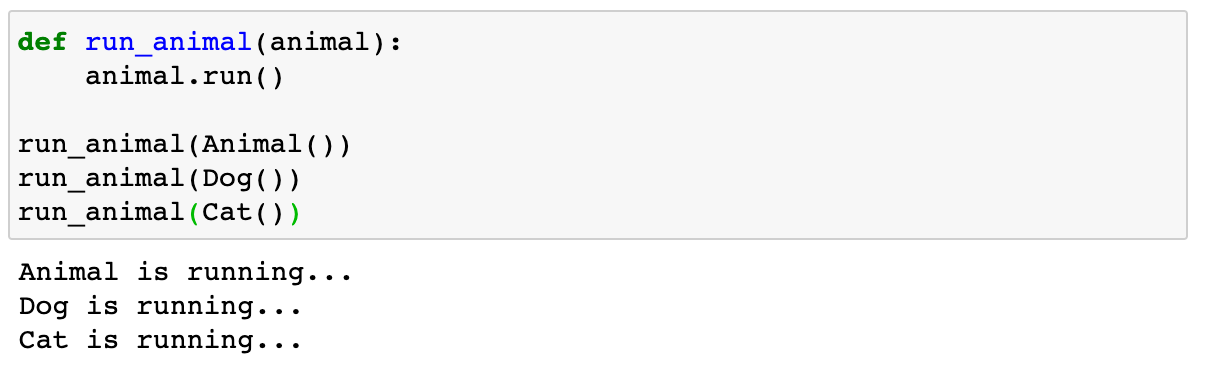 def run_animal(animal):
    animal.run()

run_animal(Animal())
run_animal(Dog())
run_animal(Cat())
Animal is running...
Dog is running...
Cat is running...